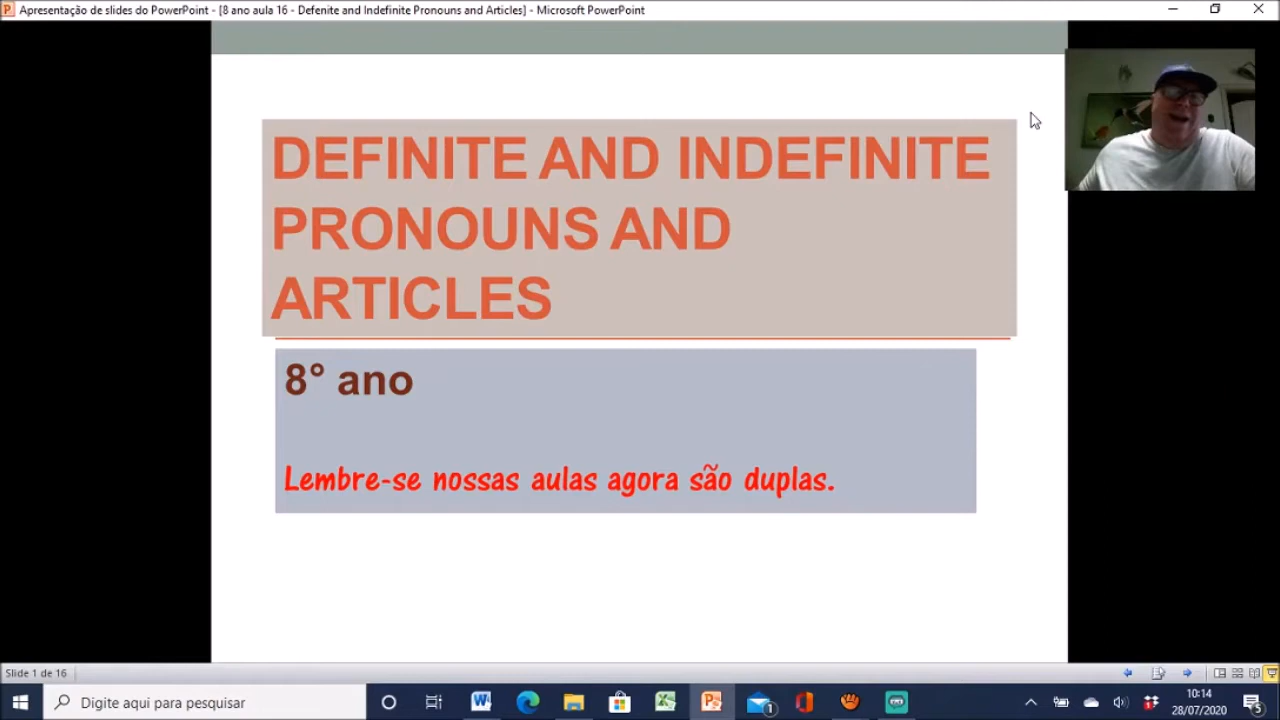 Apresentação de slides do PowerPoint - [8 ano aula 16 - Defenite and Indefinite Pronouns and Articles] - Microsoft PowerPoint
DEFINITE AND INDEFINITE
PRONOUNS AND
ARTICLES
8° ano
Lembre-se nossas aulas agora são duplas.
Slide 1 de 16
Digite aqui para pesquisar
1
10:14
28/07/2020
5